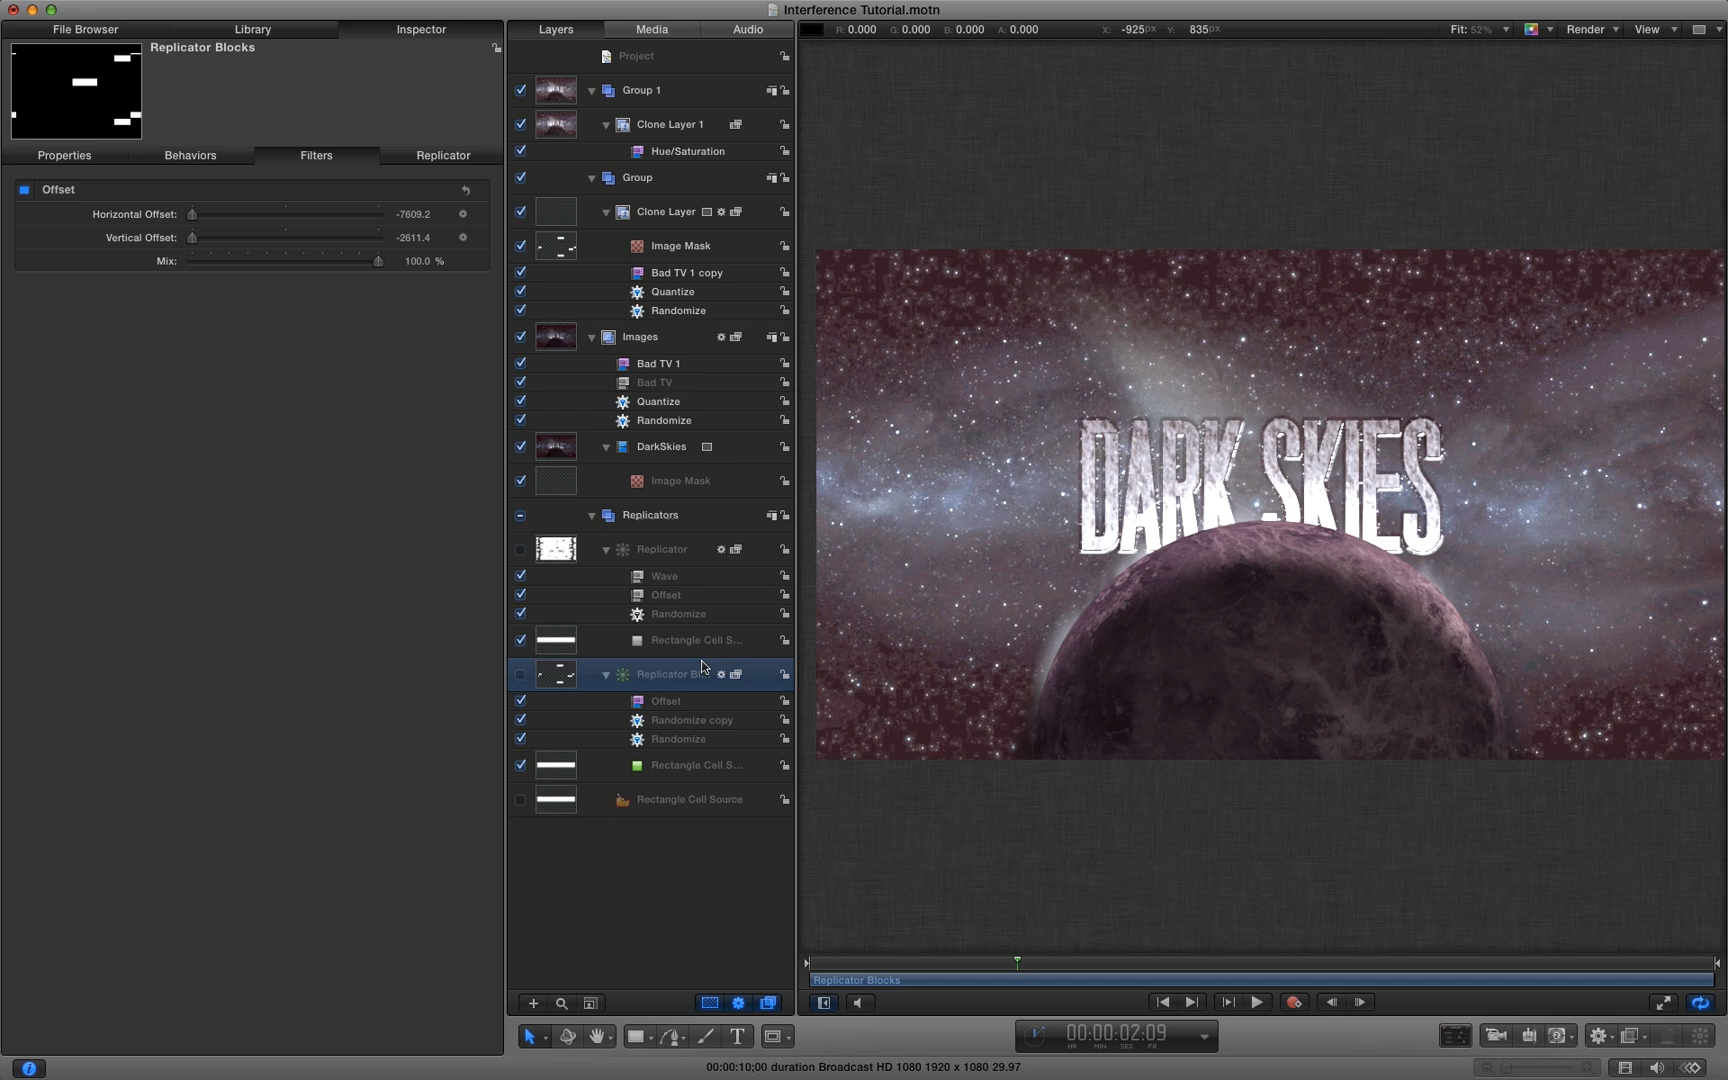 Interference Tutorial.motn
File Browser
Library
Inspector
Layers
Media
Audio
R: 0.000
G: 0.000
B: 0.000
A: 0.000
X: -925px
Y: 835px
Fit: 52%
Render
View
Replicator Blocks
Properties
Behaviors
Filters
Replicator
Offset
Horizontal Offset:
-7609.2
Vertical Offset:
-2611.4
Mix:
100.0 %
Project
Group 1
Clone Layer 1
Hue/Saturation
Group
Clone Layer
Image Mask
Bad TV 1 copy
Quantize
Randomize
Images
Bad TV 1
Bad TV
Quantize
Randomize
DarkSkies
Image Mask
Replicators
Replicator
Wave
Offset
Randomize
Rectangle Cell S...
Replicator Bl...
Offset
Randomize copy
Randomize
Rectangle Cell S...
Rectangle Cell Source
DARK SKIES
Replicator Blocks
T
00:00:02:09
HR MIN SEC FR
00:00:10;00 duration Broadcast HD 1080 1920 x 1080 29.97